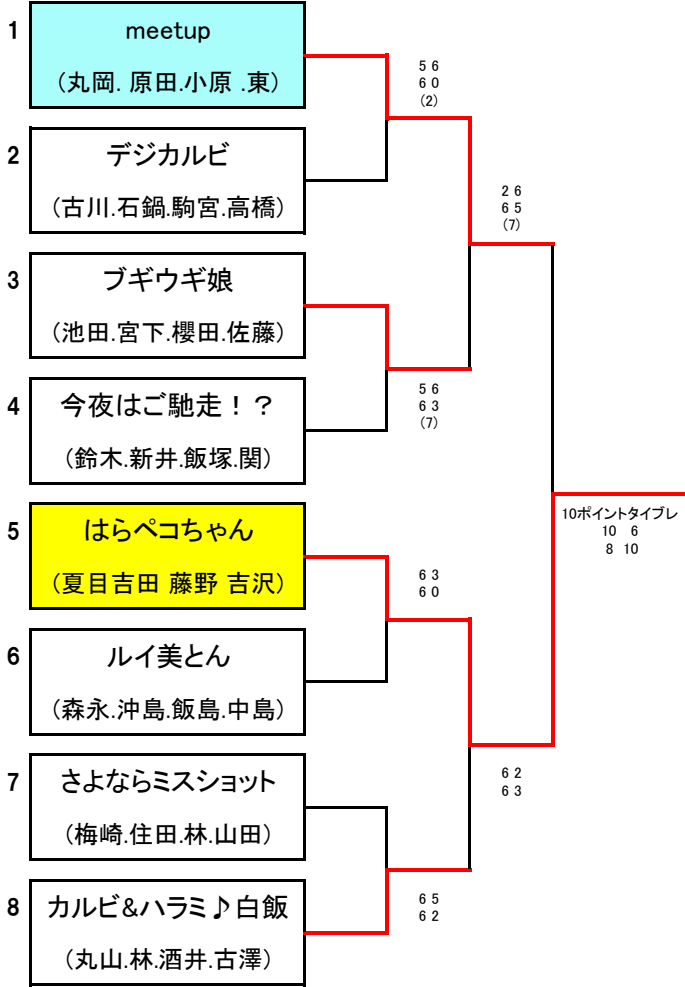 1
meetup
(丸岡. 原田.小原 .東)
5 6
6 0
(2)
2
デジカルビ
(古川.石鍋.駒宮.高橋)
2 6
6 5
(7)
3
ブギウギ娘
(池田.宮下.櫻田.佐藤)
4
今夜はご馳走！？
(鈴木.新井.飯塚.関)
5 6
6 3
(7)
5
はらペコちゃん
(夏目吉田 藤野 吉沢)
10ポイントタイブレ
10 6
8 10
6 3
6 0
6
ルイ美とん
(森永.沖島.飯島.中島)
7
さよならミスショット
(梅崎.住田.林.山田)
6 2
6 3
8
カルビ&ハラミ♪白飯
(丸山.林.酒井.古澤)
6 5
6 2